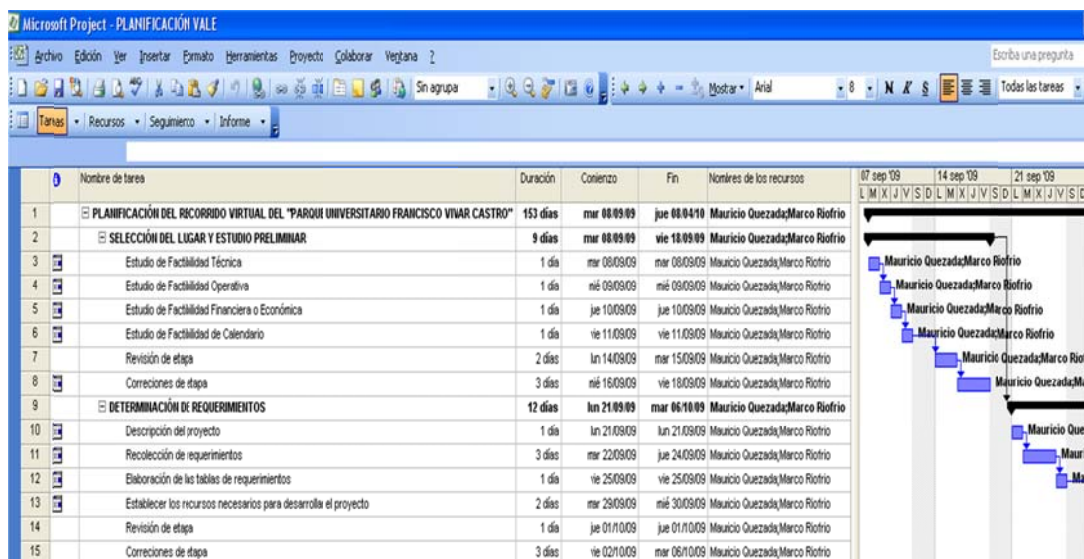 Microsoft Project - PLANIFICACIÓN VALE
Archivo Edición Ver Insertar Formato Herramientas Proyecto Colaborar Ventana ? Escriba una pregunta
Sin agrupa Mostrar Arial 8 N K S Todas las tareas
Tareas Recursos Seguimiento Informe
Nombre de tarea Duración Comienzo Fin Nombres de los recursos 07 sep '09 14 sep '09 21 sep '09
L M X J V S D L M X J V S D L M X J V S D
1 PLANIFICACIÓN DEL RICORRIDO VIRTUAL DEL "PARQUI UNIVERSITARIO FRANCISCO VIVAR CASTRO" 153 días mar 08/09/09 jue 08/04/10 Mauricio Quezada;Marco Riofrio
2 SELECCIÓN DEL LUGAR Y ESTUDIO PRELIMINAR 9 días mar 08/09/09 vie 18/09/09 Mauricio Quezada;Marco Riofrio
3 Estudio de Factibilidad Técnica 1 día mar 08/09/09 mar 08/09/09 Mauricio Quezada;Marco Riofrio Mauricio Quezada;Marco Riofrio
4 Estudio de Factibilidad Operativa 1 día mié 09/09/09 mié 09/09/09 Mauricio Quezada;Marco Riofrio Mauricio Quezada;Marco Riofrio
5 Estudio de Factibilidad Financiera o Económica 1 día jue 10/09/09 jue 10/09/09 Mauricio Quezada;Marco Riofrio Mauricio Quezada;Marco Riofrio
6 Estudio de Factibilidad de Calendario 1 día vie 11/09/09 vie 11/09/09 Mauricio Quezada;Marco Riofrio Mauricio Quezada;Marco Riofrio
7 Revisión de etapa 2 días lun 14/09/09 mar 15/09/09 Mauricio Quezada;Marco Riofrio Mauricio Quezada;Marco Rio
8 Correciones de etapa 3 días mié 16/09/09 vie 18/09/09 Mauricio Quezada;Marco Riofrio Mauricio Quezada;Ma
9 DETERMINACIÓN DE REQUERIMIENTOS 12 días lun 21/09/09 mar 06/10/09 Mauricio Quezada;Marco Riofrio
10 Descripción del proyecto 1 día lun 21/09/09 lun 21/09/09 Mauricio Quezada;Marco Riofrio Mauricio Que
11 Recolección de requerimientos 3 días mar 22/09/09 jue 24/09/09 Mauricio Quezada;Marco Riofrio Mauri
12 Elaboración de las tablas de requerimientos 1 día vie 25/09/09 vie 25/09/09 Mauricio Quezada;Marco Riofrio Ma
13 Establecer los recursos necesarios para desarrolla el proyecto 2 días mar 29/09/09 mié 30/09/09 Mauricio Quezada;Marco Riofrio
14 Revisión de etapa 1 día jue 01/10/09 jue 01/10/09 Mauricio Quezada;Marco Riofrio
15 Correciones de etapa 3 días vie 02/10/09 mar 06/10/09 Mauricio Quezada;Marco Riofrio